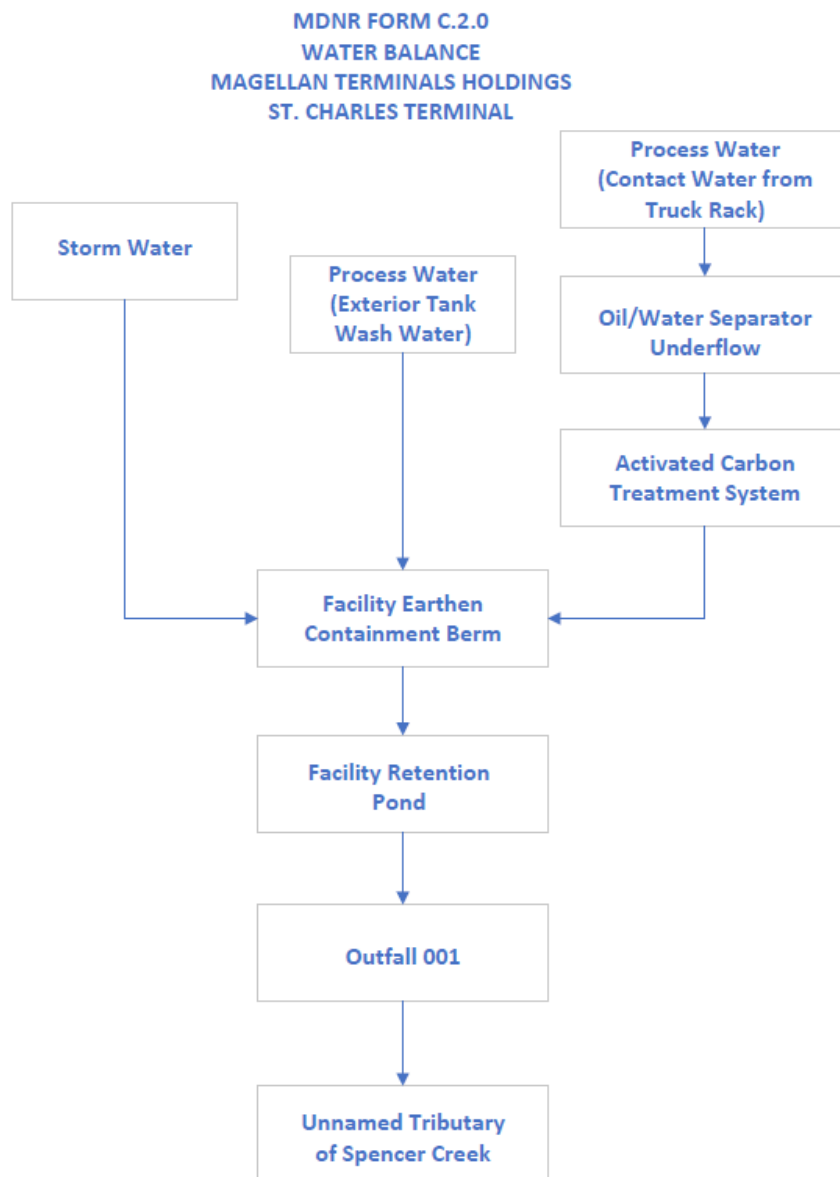 MDNR FORM C.2.0
WATER BALANCE
MAGELLAN TERMINALS HOLDINGS
ST. CHARLES TERMINAL
Storm Water
Process Water
(Exterior Tank
Wash Water)
Process Water
(Contact Water from
Truck Rack)
Oil/Water Separator
Underflow
Activated Carbon
Treatment System
Facility Earthen
Containment Berm
Facility Retention
Pond
Outfall 001
Unnamed Tributary
of Spencer Creek